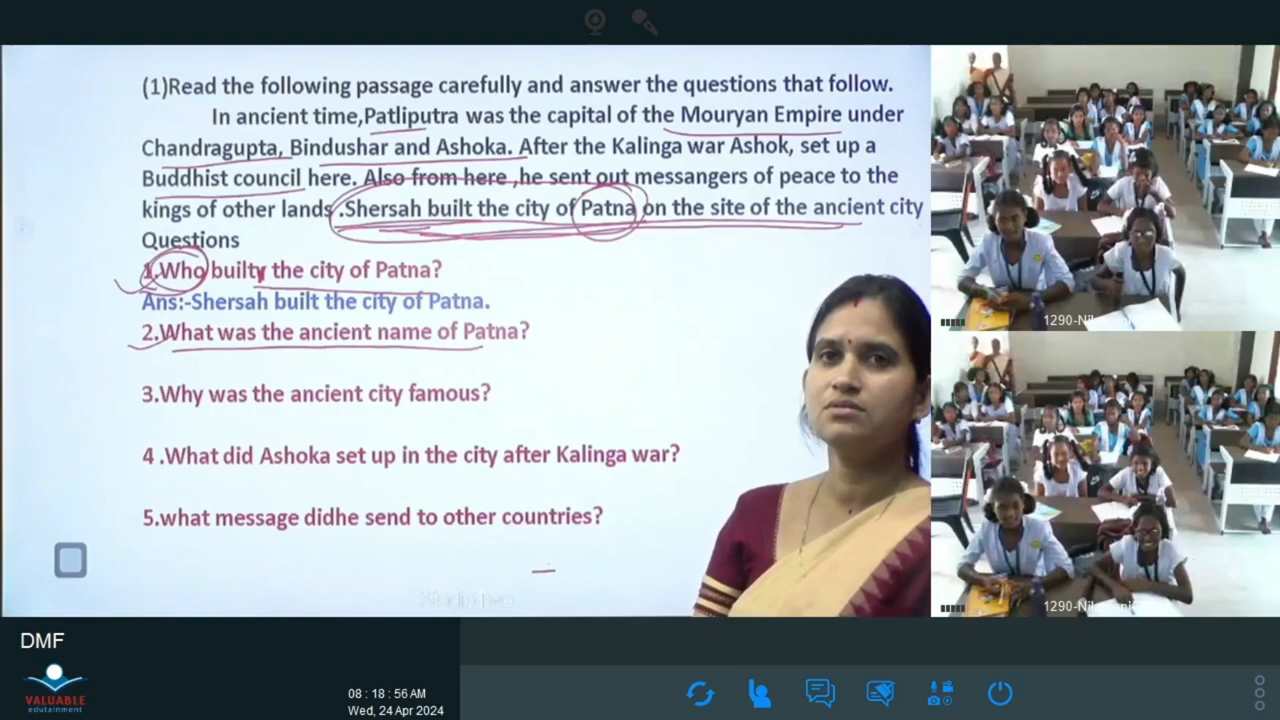 (1)Read the following passage carefully and answer the questions that follow.
In ancient time,Patliputra was the capital of the Mouryan Empire under
Chandragupta, Bindushar and Ashoka. After the Kalinga war Ashok, set up a
Buddhist council here. Also from here ,he sent out messangers of peace to the
kings of other lands .Shersah built the city of Patna on the site of the ancient city
Questions
1.Who builty the city of Patna?
Ans:-Shersah built the city of Patna.
2.What was the ancient name of Patna?
3.Why was the ancient city famous?
4 .What did Ashoka set up in the city after Kalinga war?
5.what message didhe send to other countries?
1290-Ni
1290-Ni
DMF
VALUABLE
edutainment
08 : 18 : 56 AM
Wed, 24 Apr 2024